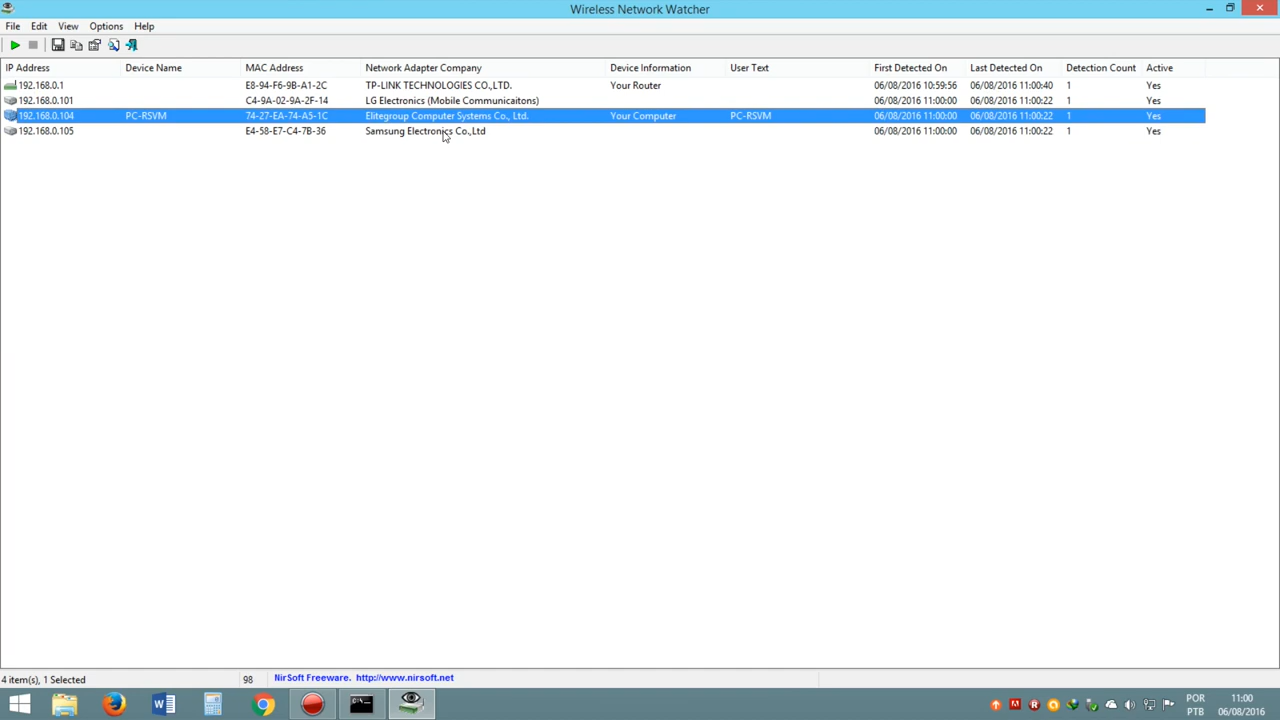 Wireless Network Watcher
File Edit View Options Help
IP Address Device Name MAC Address Network Adapter Company Device Information User Text First Detected On Last Detected On Detection Count Active
192.168.0.1 E8-94-F6-9B-A1-2C TP-LINK TECHNOLOGIES CO.,LTD. Your Router 06/08/2016 10:59:56 06/08/2016 11:00:40 1 Yes
192.168.0.101 C4-9A-02-9A-2F-14 LG Electronics (Mobile Communicaitons) 06/08/2016 11:00:00 06/08/2016 11:00:22 1 Yes
192.168.0.104 PC-RSVM 74-27-EA-74-A5-1C Elitegroup Computer Systems Co., Ltd. Your Computer PC-RSVM 06/08/2016 11:00:00 06/08/2016 11:00:22 1 Yes
192.168.0.105 E4-58-E7-C4-7B-36 Samsung Electronics Co.,Ltd 06/08/2016 11:00:00 06/08/2016 11:00:22 1 Yes
4 item(s), 1 Selected 98 NirSoft Freeware. http://www.nirsoft.net
POR 11:00
PTB 06/08/2016